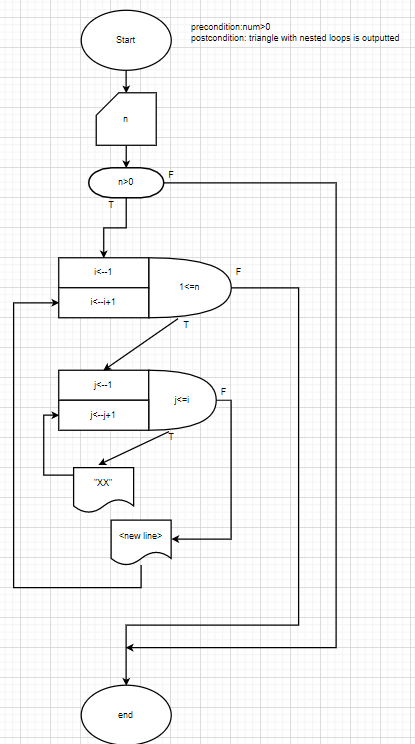 Start
precondition:num>0
postcondition: triangle with nested loops is outputted
n
n>0
F
T
i<--1
i<--i+1
1<=n
F
T
j<--1
j<--j+1
j<=i
F
T
"XX"
<new line>
end